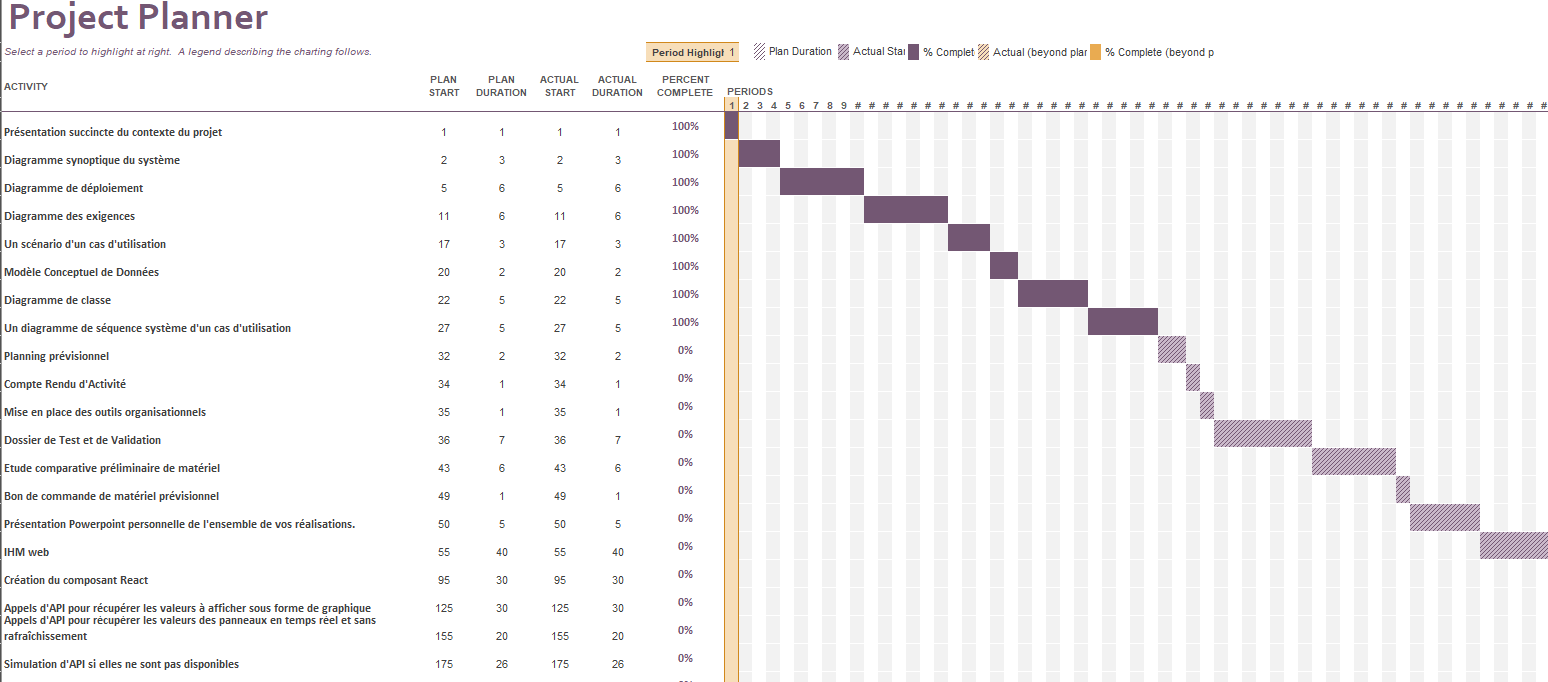 Project Planner
Select a period to highlight at right. A legend describing the charting follows.
Period Highligh 1
Plan Duration
Actual Star
% Complet
Actual (beyond plan
% Complete (beyond p
ACTIVITY
PLAN START
PLAN DURATION
ACTUAL START
ACTUAL DURATION
PERCENT COMPLETE
PERIODS
1 2 3 4 5 6 7 8 9 # # # # # # # # # # # # # # # # # # # # # # # # # # # # # # # # # # # # # # # # # # # # # # # # # #
Présentation succincte du contexte du projet 1 1 1 1 100%
Diagramme synoptique du système 2 3 2 3 100%
Diagramme de déploiement 5 6 5 6 100%
Diagramme des exigences 11 6 11 6 100%
Un scénario d'un cas d'utilisation 17 3 17 3 100%
Modèle Conceptuel de Données 20 2 20 2 100%
Diagramme de classe 22 5 22 5 100%
Un diagramme de séquence système d'un cas d'utilisation 27 5 27 5 100%
Planning prévisionnel 32 2 32 2 0%
Compte Rendu d'Activité 34 1 34 1 0%
Mise en place des outils organisationnels 35 1 35 1 0%
Dossier de Test et de Validation 36 7 36 7 0%
Etude comparative préliminaire de matériel 43 6 43 6 0%
Bon de commande de matériel prévisionnel 49 1 49 1 0%
Présentation Powerpoint personnelle de l'ensemble de vos réalisations. 50 5 50 5 0%
IHM web 55 40 55 40 0%
Création du composant React 95 30 95 30 0%
Appels d'API pour récupérer les valeurs à afficher sous forme de graphique 125 30 125 30 0%
Appels d'API pour récupérer les valeurs des panneaux en temps réel et sans
rafraîchissement 155 20 155 20 0%
Simulation d'API si elles ne sont pas disponibles 175 26 175 26 0%